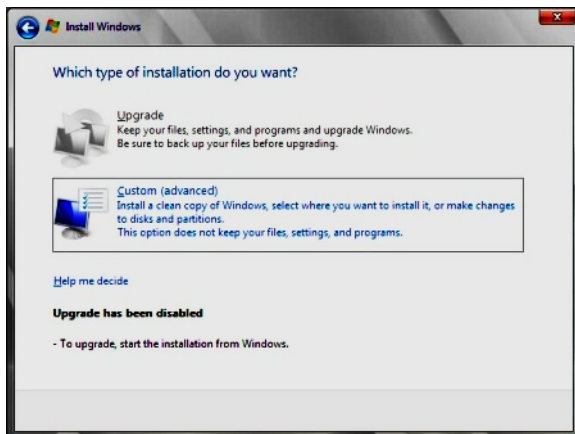 Install Windows
Which type of installation do you want?
Upgrade
Keep your files, settings, and programs and upgrade Windows.
Be sure to back up your files before upgrading.
Custom (advanced)
Install a clean copy of Windows, select where you want to install it, or make changes
to disks and partitions.
This option does not keep your files, settings, and programs.
Help me decide
Upgrade has been disabled
- To upgrade, start the installation from Windows.